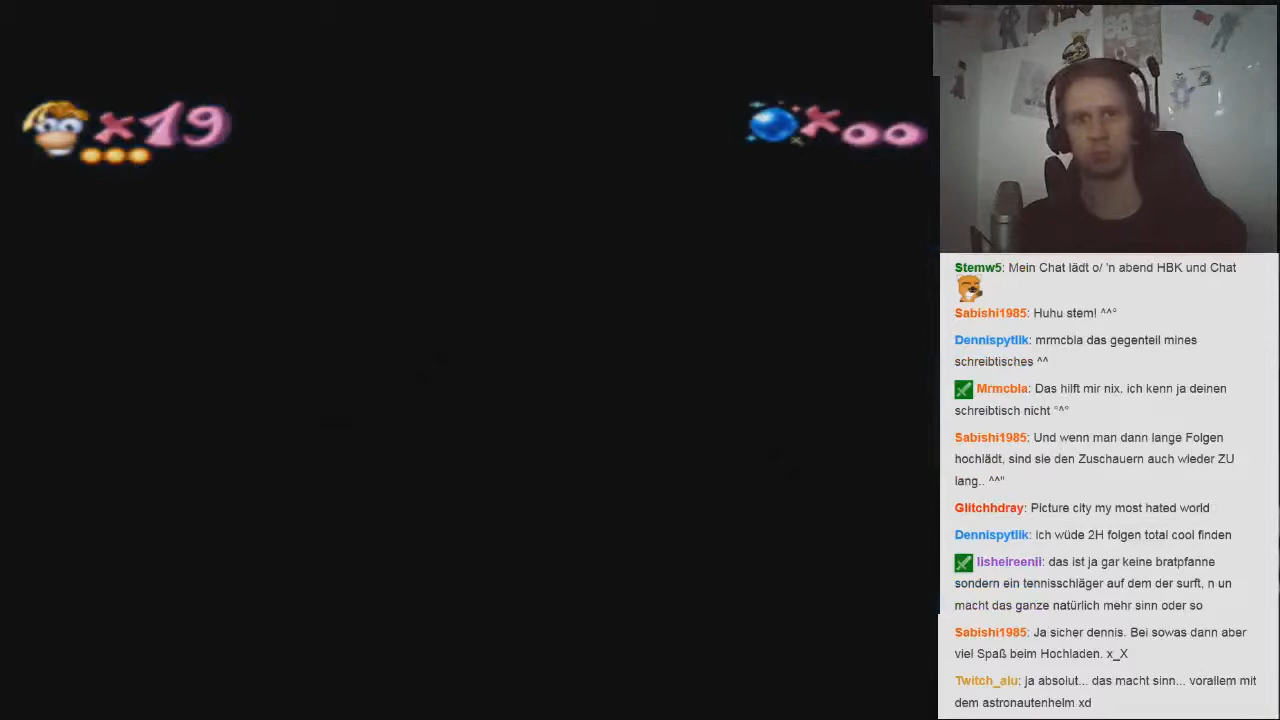 ×19
×00
Stemw5: Mein Chat lädt o/ 'n abend HBK und Chat
Sabishi1985: Huhu stem! ^^°
Dennispytlik: mrmcbla das gegenteil mines
schreibtisches ^^
Mrmcbla: Das hilft mir nix, ich kenn ja deinen
schreibtisch nicht °^°
Sabishi1985: Und wenn man dann lange Folgen
hochlädt, sind sie den Zuschauern auch wieder ZU
lang.. ^^"
Glitchhdray: Picture city my most hated world
Dennispytlik: Ich wüde 2H folgen total cool finden
Iisheireenii: das ist ja gar keine bratpfanne
sondern ein tennisschläger auf dem der surft, n un
macht das ganze natürlich mehr sinn oder so
Sabishi1985: Ja sicher dennis. Bei sowas dann aber
viel Spaß beim Hochladen. x_X
Twitch_alu: ja absolut... das macht sinn... vorallem mit
dem astronautenhelm xd